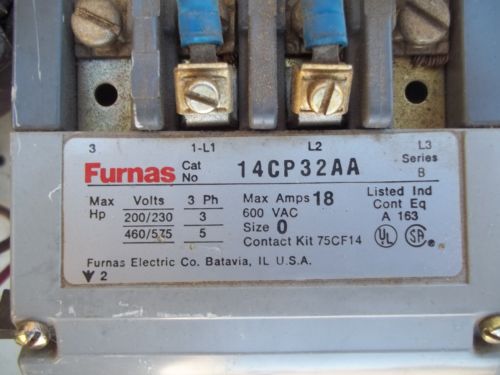 3 1-L1 L2 L3
Furnas Cat No 14CP32AA Series B
Max Hp Volts 3 Ph
200/230 3
460/575 5
Max Amps 18
600 VAC
Size 0
Contact Kit 75CF14
Listed Ind
Cont Eq
A 163
UL SA
Furnas Electric Co. Batavia, IL U.S.A.
2